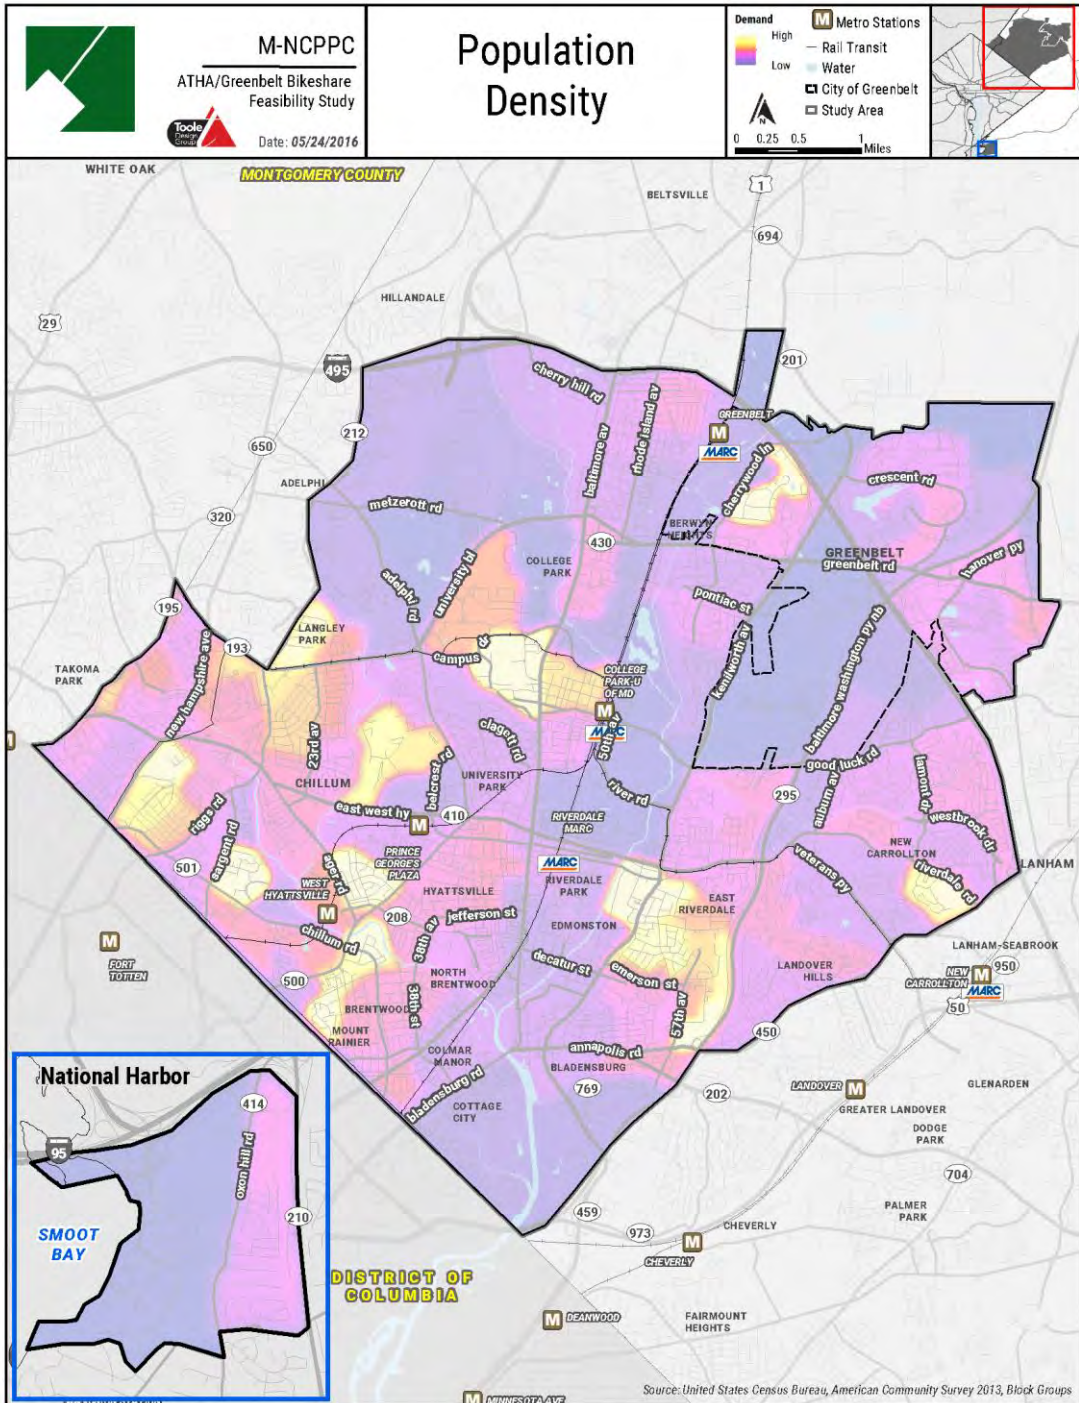 M-NCPPC
ATHA/Greenbelt Bikeshare
Feasibility Study
Toole
Design
Group
Date: 05/24/2016
Population
Density
Demand
High
Low
M Metro Stations
Rail Transit
Water
City of Greenbelt
Study Area
N
0 0.25 0.5 1
Miles
WHITE OAK
MONTGOMERY COUNTY
BELTSVILLE
1
694
HILLANDALE
29
495
201
cherry hill rd
rhode island av
baltimore av
GREENBELT
M
MARC
212
650
ADELPHI
metzerott rd
cherrywood ln
crescent rd
320
430
BERWYN
HEIGHTS
GREENBELT
greenbelt rd
hanover py
COLLEGE
PARK
university bl
adelphi rd
pontiac st
195
LANGLEY
PARK
193
campus dr
TAKOMA
PARK
new hampshire ave
COLLEGE
PARK-U
OF MD
M
MARC
50th av
kenilworth av
baltimore washington py nb
clagett rd
23rd av
belcrest rd
UNIVERSITY
PARK
good luck rd
CHILLUM
river rd
295
auburn av
lamont dr
westbrook dr
east west hy
410
M
riggs rd
sargent rd
RIVERDALE
MARC
NEW
CARROLLTON
501
ager rd
PRINCE
GEORGE'S
PLAZA
MARC
RIVERDALE
PARK
veterans py
riverdale rd
LANHAM
WEST
HYATTSVILLE
M
HYATTSVILLE
EAST
RIVERDALE
208
jefferson st
EDMONSTON
chillum rd
38th av
M
FORT
TOTTEN
decatur st
emerson st
LANDOVER
HILLS
LANHAM-SEABROOK
950
NEW
CARROLLTON
M
MARC
50
500
NORTH
BRENTWOOD
38th st
57th av
BRENTWOOD
MOUNT
RAINIER
450
COLMAR
MANOR
annapolis rd
BLADENSBURG
bladensburg rd
769
COTTAGE
CITY
202
LANDOVER
M
GLENARDEN
GREATER LANDOVER
DODGE
PARK
704
National Harbor
414
95
oxon hill rd
210
SMOOT
BAY
459
973
CHEVERLY
M
CHEVERLY
PALMER
PARK
DISTRICT OF
COLUMBIA
M
DEANWOOD
FAIRMOUNT
HEIGHTS
M
MINNESOTA AVE
Source: United States Census Bureau, American Community Survey 2013, Block Groups